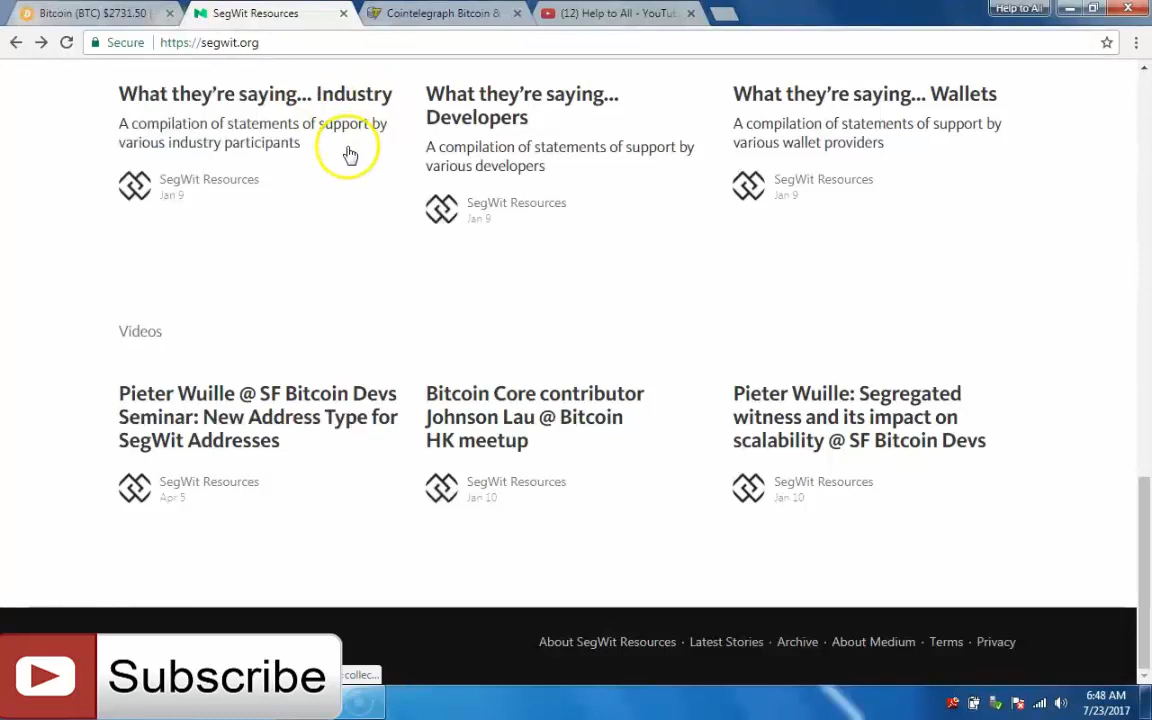 Bitcoin (BTC) $2731.50 |
SegWit Resources
Cointelegraph Bitcoin &
(12) Help to All - YouTu
Help to All
Secure
https://segwit.org
What they're saying... Industry
A compilation of statements of support by
various industry participants
SegWit Resources
Jan 9
What they're saying...
Developers
A compilation of statements of support by
various developers
SegWit Resources
Jan 9
What they're saying... Wallets
A compilation of statements of support by
various wallet providers
SegWit Resources
Jan 9
Videos
Pieter Wuille @ SF Bitcoin Devs
Seminar: New Address Type for
SegWit Addresses
SegWit Resources
Apr 5
Bitcoin Core contributor
Johnson Lau @ Bitcoin
HK meetup
SegWit Resources
Jan 10
Pieter Wuille: Segregated
witness and its impact on
scalability @ SF Bitcoin Devs
SegWit Resources
Jan 10
About SegWit Resources · Latest Stories · Archive · About Medium · Terms · Privacy
Subscribe
=collec...
6:48 AM
7/23/2017